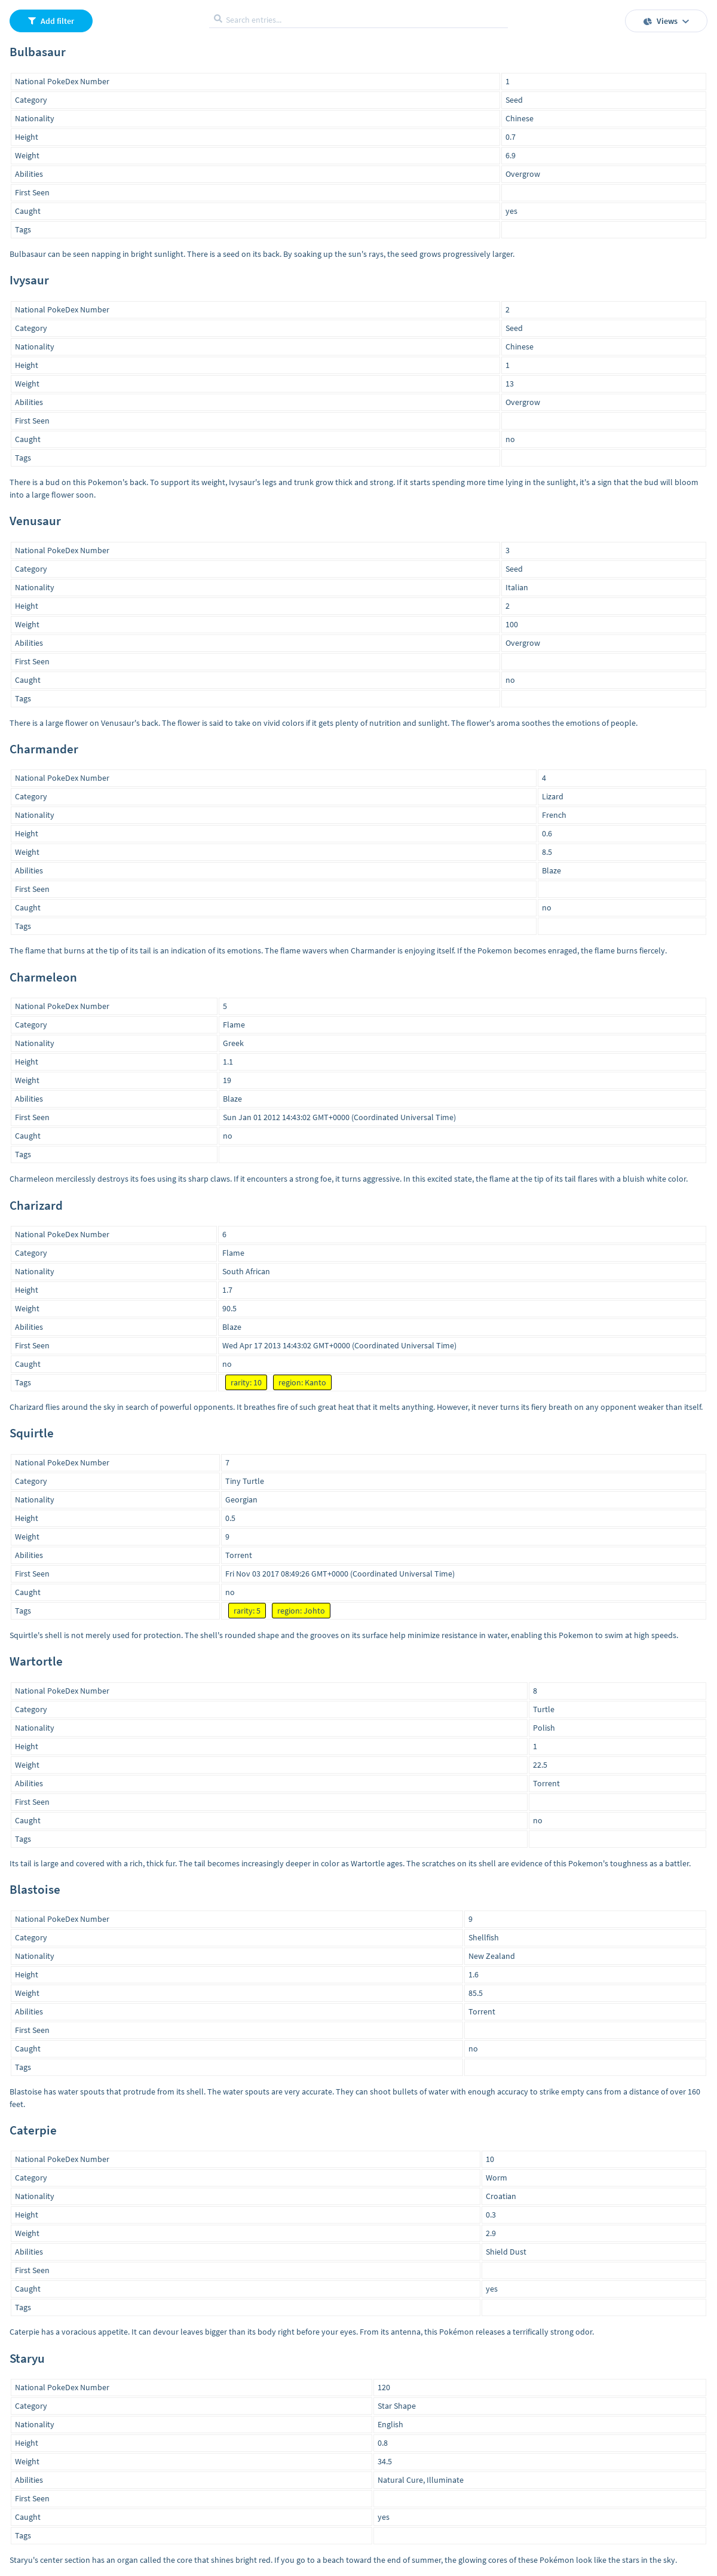 Add filter
Search entries...
Views
Bulbasaur
National PokeDex Number 1
Category Seed
Nationality Chinese
Height 0.7
Weight 6.9
Abilities Overgrow
First Seen
Caught yes
Tags
Bulbasaur can be seen napping in bright sunlight. There is a seed on its back. By soaking up the sun's rays, the seed grows progressively larger.
Ivysaur
National PokeDex Number 2
Category Seed
Nationality Chinese
Height 1
Weight 13
Abilities Overgrow
First Seen
Caught no
Tags
There is a bud on this Pokemon's back. To support its weight, Ivysaur's legs and trunk grow thick and strong. If it starts spending more time lying in the sunlight, it's a sign that the bud will bloom
into a large flower soon.
Venusaur
National PokeDex Number 3
Category Seed
Nationality Italian
Height 2
Weight 100
Abilities Overgrow
First Seen
Caught no
Tags
There is a large flower on Venusaur's back. The flower is said to take on vivid colors if it gets plenty of nutrition and sunlight. The flower's aroma soothes the emotions of people.
Charmander
National PokeDex Number 4
Category Lizard
Nationality French
Height 0.6
Weight 8.5
Abilities Blaze
First Seen
Caught no
Tags
The flame that burns at the tip of its tail is an indication of its emotions. The flame wavers when Charmander is enjoying itself. If the Pokemon becomes enraged, the flame burns fiercely.
Charmeleon
National PokeDex Number 5
Category Flame
Nationality Greek
Height 1.1
Weight 19
Abilities Blaze
First Seen Sun Jan 01 2012 14:43:02 GMT+0000 (Coordinated Universal Time)
Caught no
Tags
Charmeleon mercilessly destroys its foes using its sharp claws. If it encounters a strong foe, it turns aggressive. In this excited state, the flame at the tip of its tail flares with a bluish white color.
Charizard
National PokeDex Number 6
Category Flame
Nationality South African
Height 1.7
Weight 90.5
Abilities Blaze
First Seen Wed Apr 17 2013 14:43:02 GMT+0000 (Coordinated Universal Time)
Caught no
Tags rarity: 10 region: Kanto
Charizard flies around the sky in search of powerful opponents. It breathes fire of such great heat that it melts anything. However, it never turns its fiery breath on any opponent weaker than itself.
Squirtle
National PokeDex Number 7
Category Tiny Turtle
Nationality Georgian
Height 0.5
Weight 9
Abilities Torrent
First Seen Fri Nov 03 2017 08:49:26 GMT+0000 (Coordinated Universal Time)
Caught no
Tags rarity: 5 region: Johto
Squirtle's shell is not merely used for protection. The shell's rounded shape and the grooves on its surface help minimize resistance in water, enabling this Pokemon to swim at high speeds.
Wartortle
National PokeDex Number 8
Category Turtle
Nationality Polish
Height 1
Weight 22.5
Abilities Torrent
First Seen
Caught no
Tags
Its tail is large and covered with a rich, thick fur. The tail becomes increasingly deeper in color as Wartortle ages. The scratches on its shell are evidence of this Pokemon's toughness as a battler.
Blastoise
National PokeDex Number 9
Category Shellfish
Nationality New Zealand
Height 1.6
Weight 85.5
Abilities Torrent
First Seen
Caught no
Tags
Blastoise has water spouts that protrude from its shell. The water spouts are very accurate. They can shoot bullets of water with enough accuracy to strike empty cans from a distance of over 160
feet.
Caterpie
National PokeDex Number 10
Category Worm
Nationality Croatian
Height 0.3
Weight 2.9
Abilities Shield Dust
First Seen
Caught yes
Tags
Caterpie has a voracious appetite. It can devour leaves bigger than its body right before your eyes. From its antenna, this Pokémon releases a terrifically strong odor.
Staryu
National PokeDex Number 120
Category Star Shape
Nationality English
Height 0.8
Weight 34.5
Abilities Natural Cure, Illuminate
First Seen
Caught yes
Tags
Staryu's center section has an organ called the core that shines bright red. If you go to a beach toward the end of summer, the glowing cores of these Pokémon look like the stars in the sky.